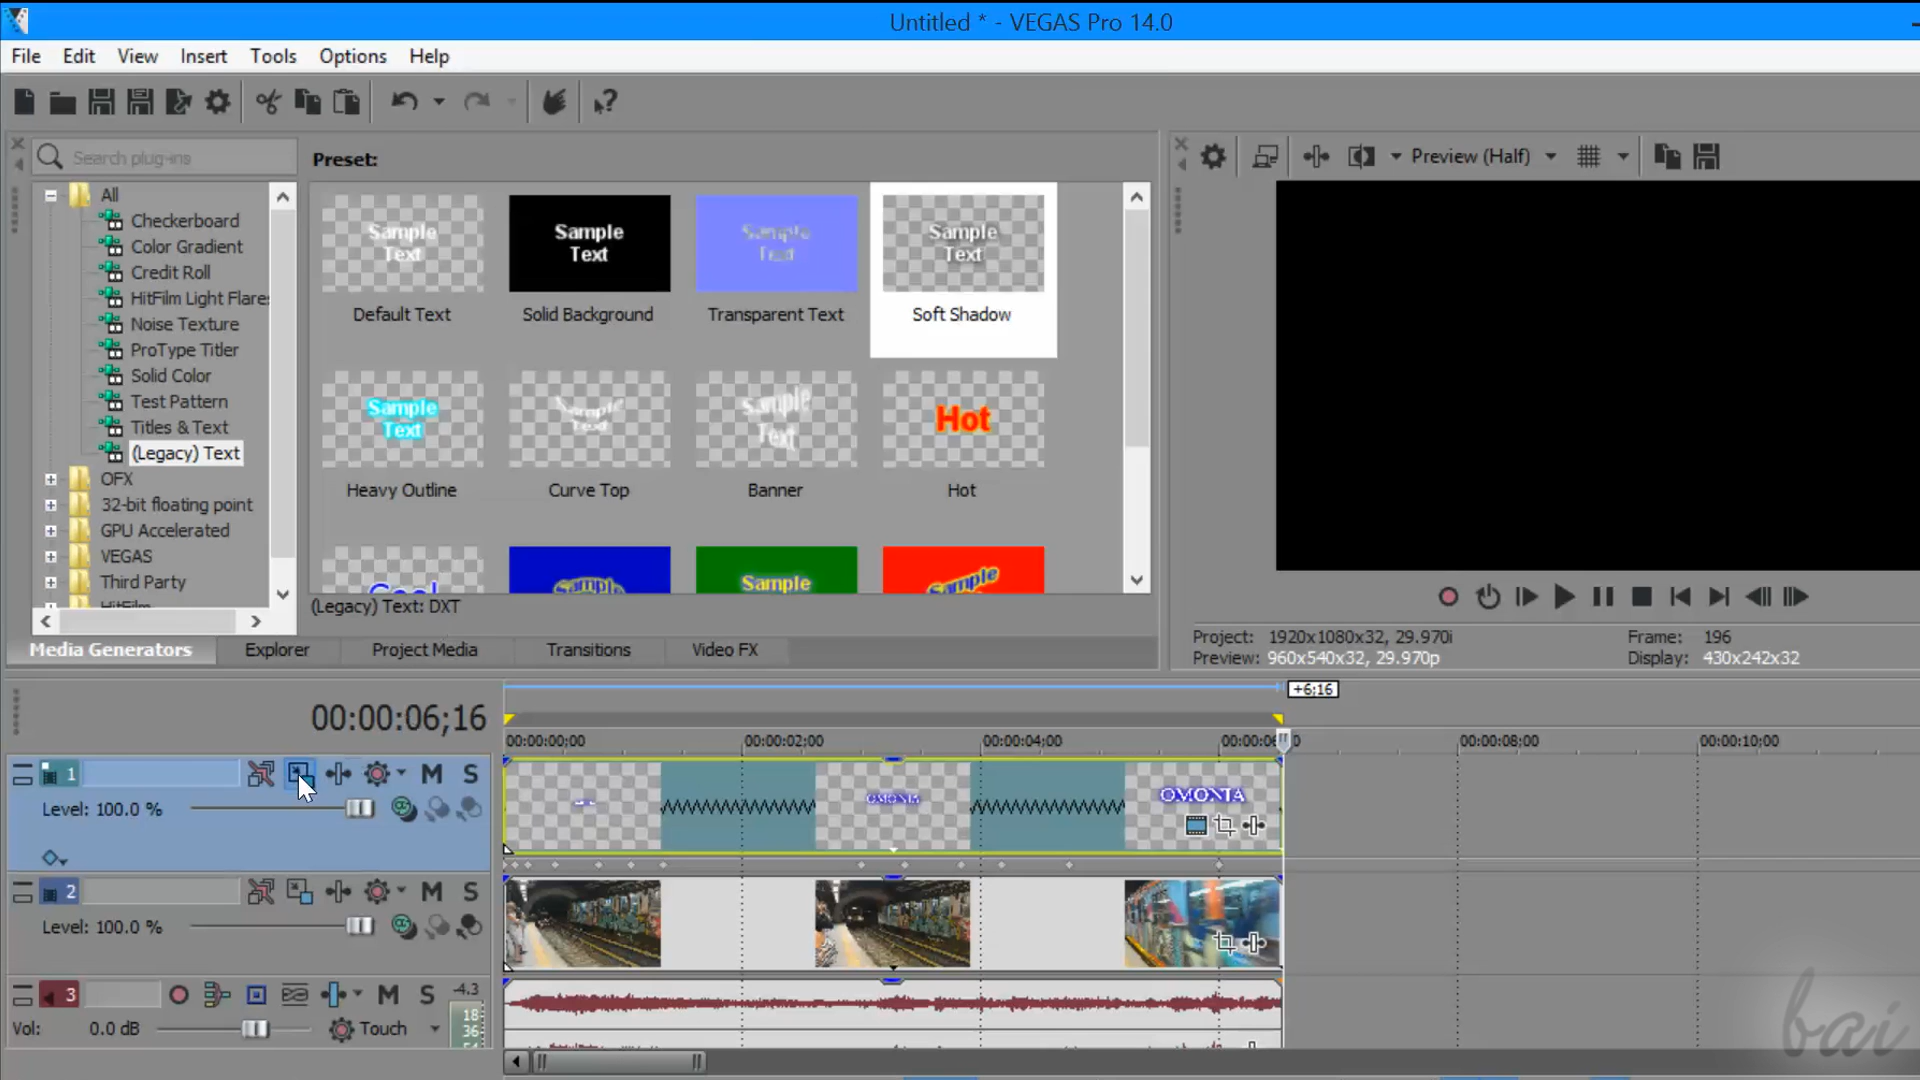 Untitled * - VEGAS Pro 14.0
File Edit View Insert Tools Options Help
Search plug-ins
Preset:
Preview (Half)
All
Checkerboard
Color Gradient
Credit Roll
HitFilm Light Flare
Noise Texture
ProType Titler
Solid Color
Test Pattern
Titles & Text
(Legacy) Text
OFX
32-bit floating point
GPU Accelerated
VEGAS
Third Party
HitFilm
Sample
Text
Sample
Text
Sample
Text
Sample
Text
Default Text Solid Background Transparent Text Soft Shadow
Sample
Text
Sample
Text
Sample
Text
Hot
Heavy Outline Curve Top Banner Hot
Cool
Sample
Sample
Sample
(Legacy) Text: DXT
Media Generators Explorer Project Media Transitions Video FX
Project: 1920x1080x32, 29.970i
Preview: 960x540x32, 29.970p
Frame: 196
Display: 430x242x32
+6;16
00:00:06;16
00:00:00;00 00:00:02;00 00:00:04;00 00:00:06;00 00:00:08;00 00:00:10;00
1 M S
Level: 100.0 %
OMONIA
OMONIA
2 M S
Level: 100.0 %
3 M S -4.3
18
36
54
Vol: 0.0 dB Touch
bai